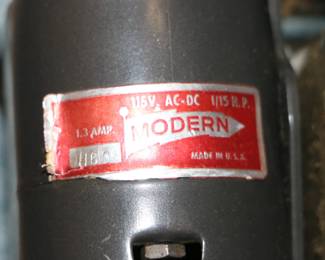 115V. AC-DC 1/15 H.P.
1.3 AMP.
MODERN
MADE IN U.S.A.